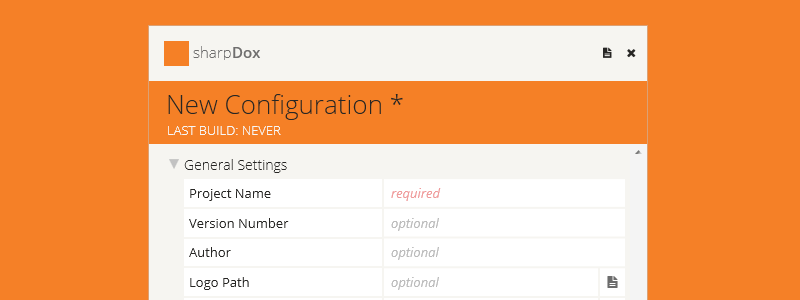 sharpDox
New Configuration *
LAST BUILD: NEVER
General Settings
Project Name required
Version Number optional
Author optional
Logo Path optional